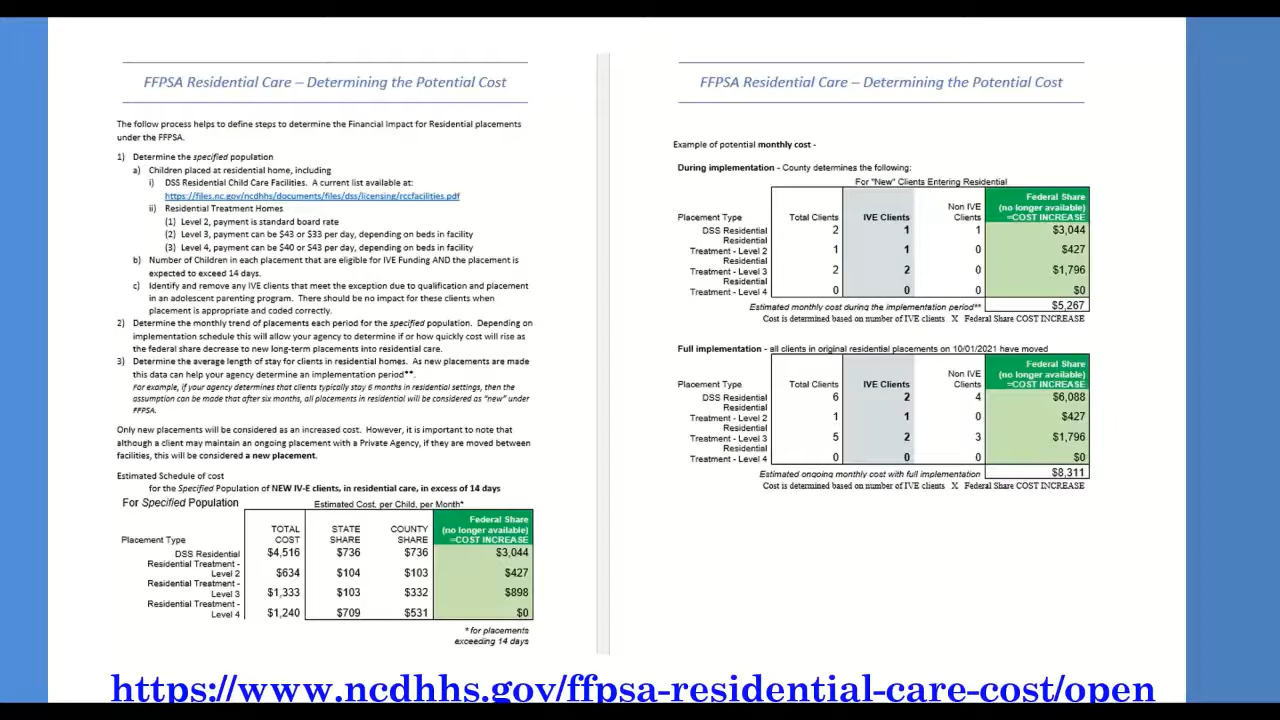 FFPSA Residential Care – Determining the Potential Cost
The follow process helps to define steps to determine the Financial Impact for Residential placements
under the FFPSA.
1) Determine the specified population
a) Children placed at residential home, including
i) DSS Residential Child Care Facilities. A current list available at:
https://files.nc.gov/ncdhhs/documents/files/dss/licensing/rccfacilities.pdf
ii) Residential Treatment Homes
(1) Level 2, payment is standard board rate
(2) Level 3, payment can be $43 or $33 per day, depending on beds in facility
(3) Level 4, payment can be $40 or $43 per day, depending on beds in facility
b) Number of Children in each placement that are eligible for IVE Funding AND the placement is
expected to exceed 14 days.
c) Identify and remove any IVE clients that meet the exception due to qualification and placement
in an adolescent parenting program. There should be no impact for these clients when
placement is appropriate and coded correctly.
2) Determine the monthly trend of placements each period for the specified population. Depending on
implementation schedule this will allow your agency to determine if or how quickly cost will rise as
the federal share decrease to new long-term placements into residential care.
3) Determine the average length of stay for clients in residential homes. As new placements are made
this data can help your agency determine an implementation period**.
For example, if your agency determines that clients typically stay 6 months in residential settings, then the
assumption can be made that after six months, all placements in residential will be considered as "new" under
FFPSA.
Only new placements will be considered as an increased cost. However, it is important to note that
although a client may maintain an ongoing placement with a Private Agency, if they are moved between
facilities, this will be considered a new placement.
Estimated Schedule of cost
for the Specified Population of NEW IV-E clients, in residential care, in excess of 14 days
For Specified Population Estimated Cost, per Child, per Month*
Federal Share
TOTAL STATE COUNTY (no longer available)
Placement Type COST SHARE SHARE =COST INCREASE
DSS Residential $4,516 $736 $736 $3,044
Residential Treatment -
Level 2 $634 $104 $103 $427
Residential Treatment -
Level 3 $1,333 $103 $332 $898
Residential Treatment -
Level 4 $1,240 $709 $531 $0
* for placements
exceeding 14 days
FFPSA Residential Care – Determining the Potential Cost
Example of potential monthly cost -
During implementation - County determines the following:
For "New" Clients Entering Residential
Federal Share
Non IVE (no longer available)
Placement Type Total Clients IVE Clients Clients =COST INCREASE
DSS Residential 2 1 1 $3,044
Residential
Treatment - Level 2 1 1 0 $427
Residential
Treatment - Level 3 2 2 0 $1,796
Residential
Treatment - Level 4 0 0 0 $0
Estimated monthly cost during the implementation period** $5,267
Cost is determined based on number of IVE clients X Federal Share COST INCREASE
Full implementation - all clients in original residential placements on 10/01/2021 have moved
Federal Share
Non IVE (no longer available)
Placement Type Total Clients IVE Clients Clients =COST INCREASE
DSS Residential 6 2 4 $6,088
Residential
Treatment - Level 2 1 1 0 $427
Residential
Treatment - Level 3 5 2 3 $1,796
Residential
Treatment - Level 4 0 0 0 $0
Estimated ongoing monthly cost with full implementation $8,311
Cost is determined based on number of IVE clients X Federal Share COST INCREASE
https://www.ncdhhs.gov/ffpsa-residential-care-cost/open